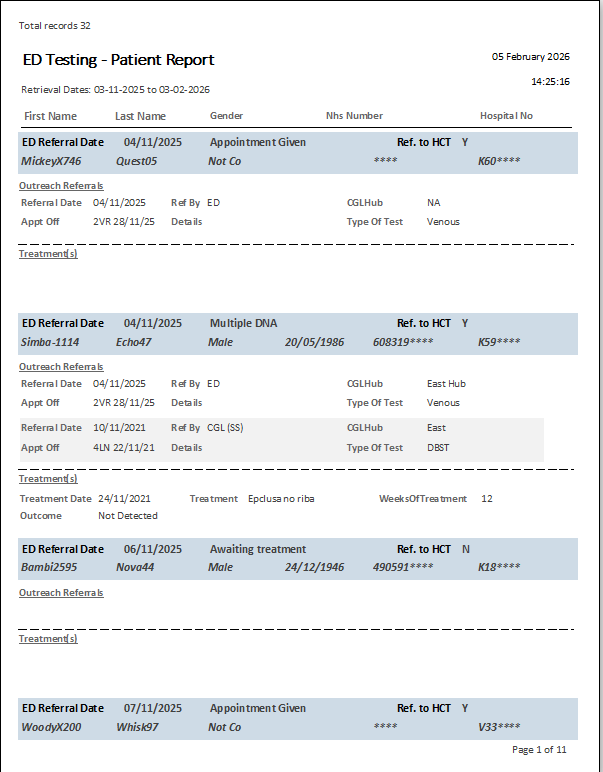 Total records 32
ED Testing - Patient Report
05 February 2026
14:25:16
Retrieval Dates: 03-11-2025 to 03-02-2026
First Name Last Name Gender Nhs Number Hospital No
ED Referral Date 04/11/2025 Appointment Given Ref. to HCT Y
MickeyX746 Quest05 Not Co **** K60****
Outreach Referrals
Referral Date 04/11/2025 Ref By ED CGLHub NA
Appt Off 2VR 28/11/25 Details Type Of Test Venous
Treatment(s)
ED Referral Date 04/11/2025 Multiple DNA Ref. to HCT Y
Simba-1114 Echo47 Male 20/05/1986 608319**** K59****
Outreach Referrals
Referral Date 04/11/2025 Ref By ED CGLHub East Hub
Appt Off 2VR 28/11/25 Details Type Of Test Venous
Referral Date 10/11/2021 Ref By CGL (SS) CGLHub East
Appt Off 4LN 22/11/21 Details Type Of Test DBST
Treatment(s)
Treatment Date 24/11/2021 Treatment Epclusa no riba WeeksOfTreatment 12
Outcome Not Detected
ED Referral Date 06/11/2025 Awaiting treatment Ref. to HCT N
Bambi2595 Nova44 Male 24/12/1946 490591**** K18****
Outreach Referrals
Treatment(s)
ED Referral Date 07/11/2025 Appointment Given Ref. to HCT Y
WoodyX200 Whisk97 Not Co **** V33****
Page 1 of 11